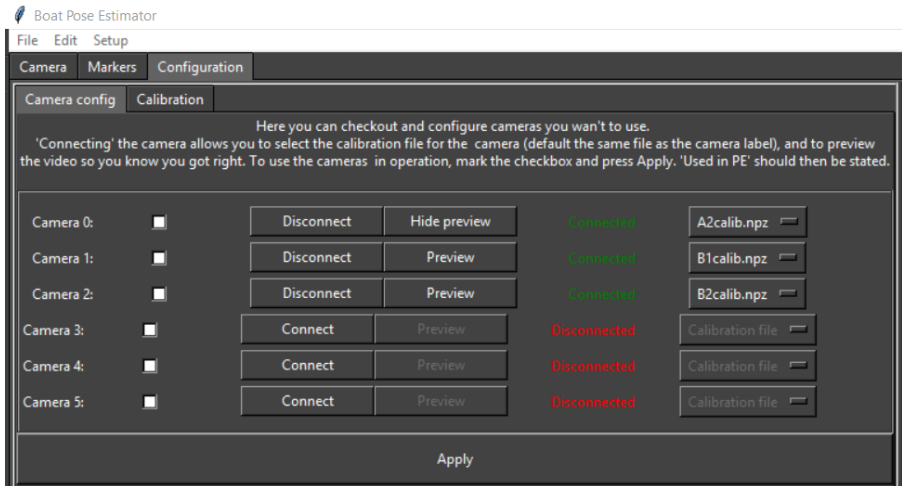 Boat Pose Estimator
File Edit Setup
Camera Markers Configuration
Camera config Calibration
Here you can checkout and configure cameras you wan't to use.
'Connecting' the camera allows you to select the calibration file for the camera (default the same file as the camera label), and to preview
the video so you know you got right. To use the cameras in operation, mark the checkbox and press Apply. 'Used in PE' should then be stated.
Camera 0: Disconnect Hide preview Connected A2calib.npz
Camera 1: Disconnect Preview Connected B1calib.npz
Camera 2: Disconnect Preview Connected B2calib.npz
Camera 3: Connect Preview Disconnected Calibration file
Camera 4: Connect Preview Disconnected Calibration file
Camera 5: Connect Preview Disconnected Calibration file
Apply